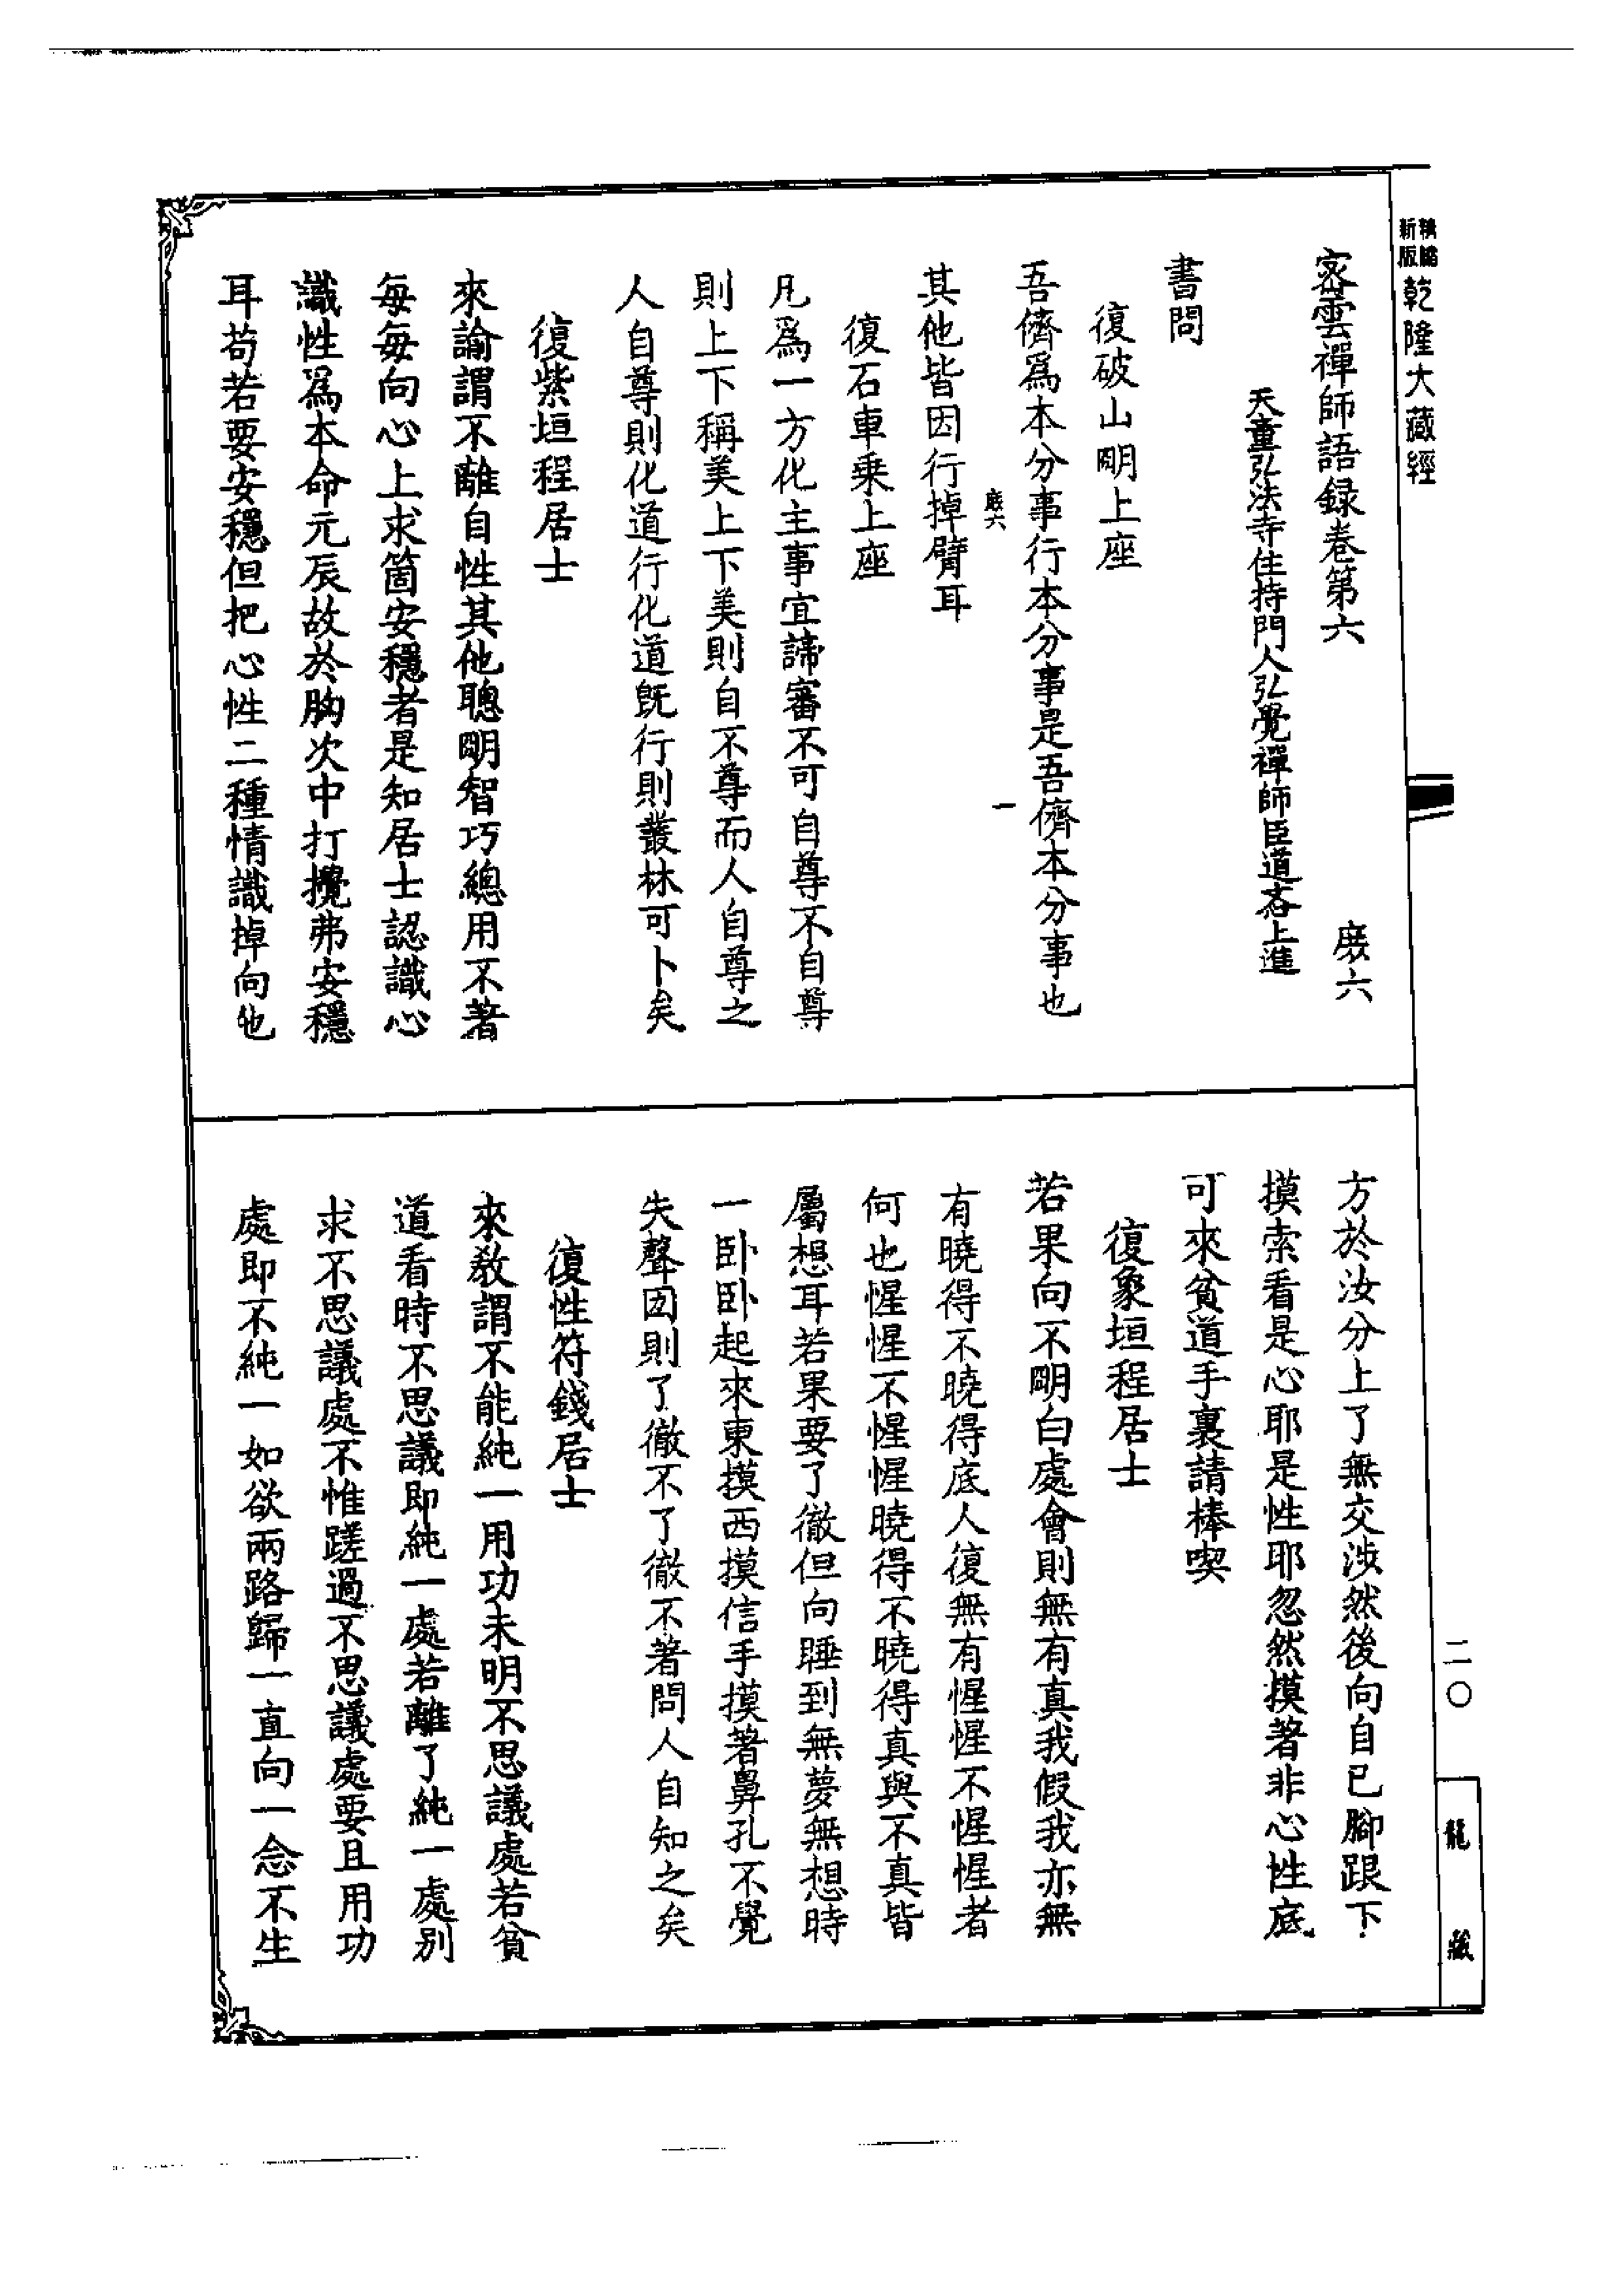 新版
精縮
乾隆大藏經
密雲禪師語録卷第六
廐六
天童弘法寺住持門人弘覺禪師臣道忞上進
書問
復破山明上座
吾儕爲本分事行本分事是吾儕本分事也
廐六
一
其他皆因行掉臂耳
復石車乗上座
凡爲一方化主事宜諦審不可自尊不自尊
則上下稱美上下美則自不尊而人自尊之
人自尊則化道行化道旣行則叢林可卜矣
復紫垣程居士
來諭謂不離自性其他聰明智巧總用不著
每每向心上求箇安穩者是知居士認識心
識性爲本命元辰故於胸次中打攪弗安穩
耳苟若要安穩但把心性二種情識掉向他
方於汝分上了無交涉然後向自已腳跟下
摸索看是心耶是性耶忽然摸著非心性底
可來貧道手裏請棒喫
復象垣程居士
若果向不明白處會則無有真我假我亦無
有曉得不曉得底人復無有惺惺不惺惺者
何也惺惺不惺惺曉得不曉得真與不真皆
屬想耳若果要了徹但向睡到無夢無想時
一卧卧起來東摸西摸信手摸著鼻孔不覺
失聲囡則了徹不了徹不著問人自知之矣
復性符錢居士
來教謂不能純一用功未明不思議處若貧
道看時不思議即純一處若離了純一處别
求不思議處不惟蹉過不思議處要且用功
處即不純一如欲兩路歸一直向一念不生
二〇
龍藏